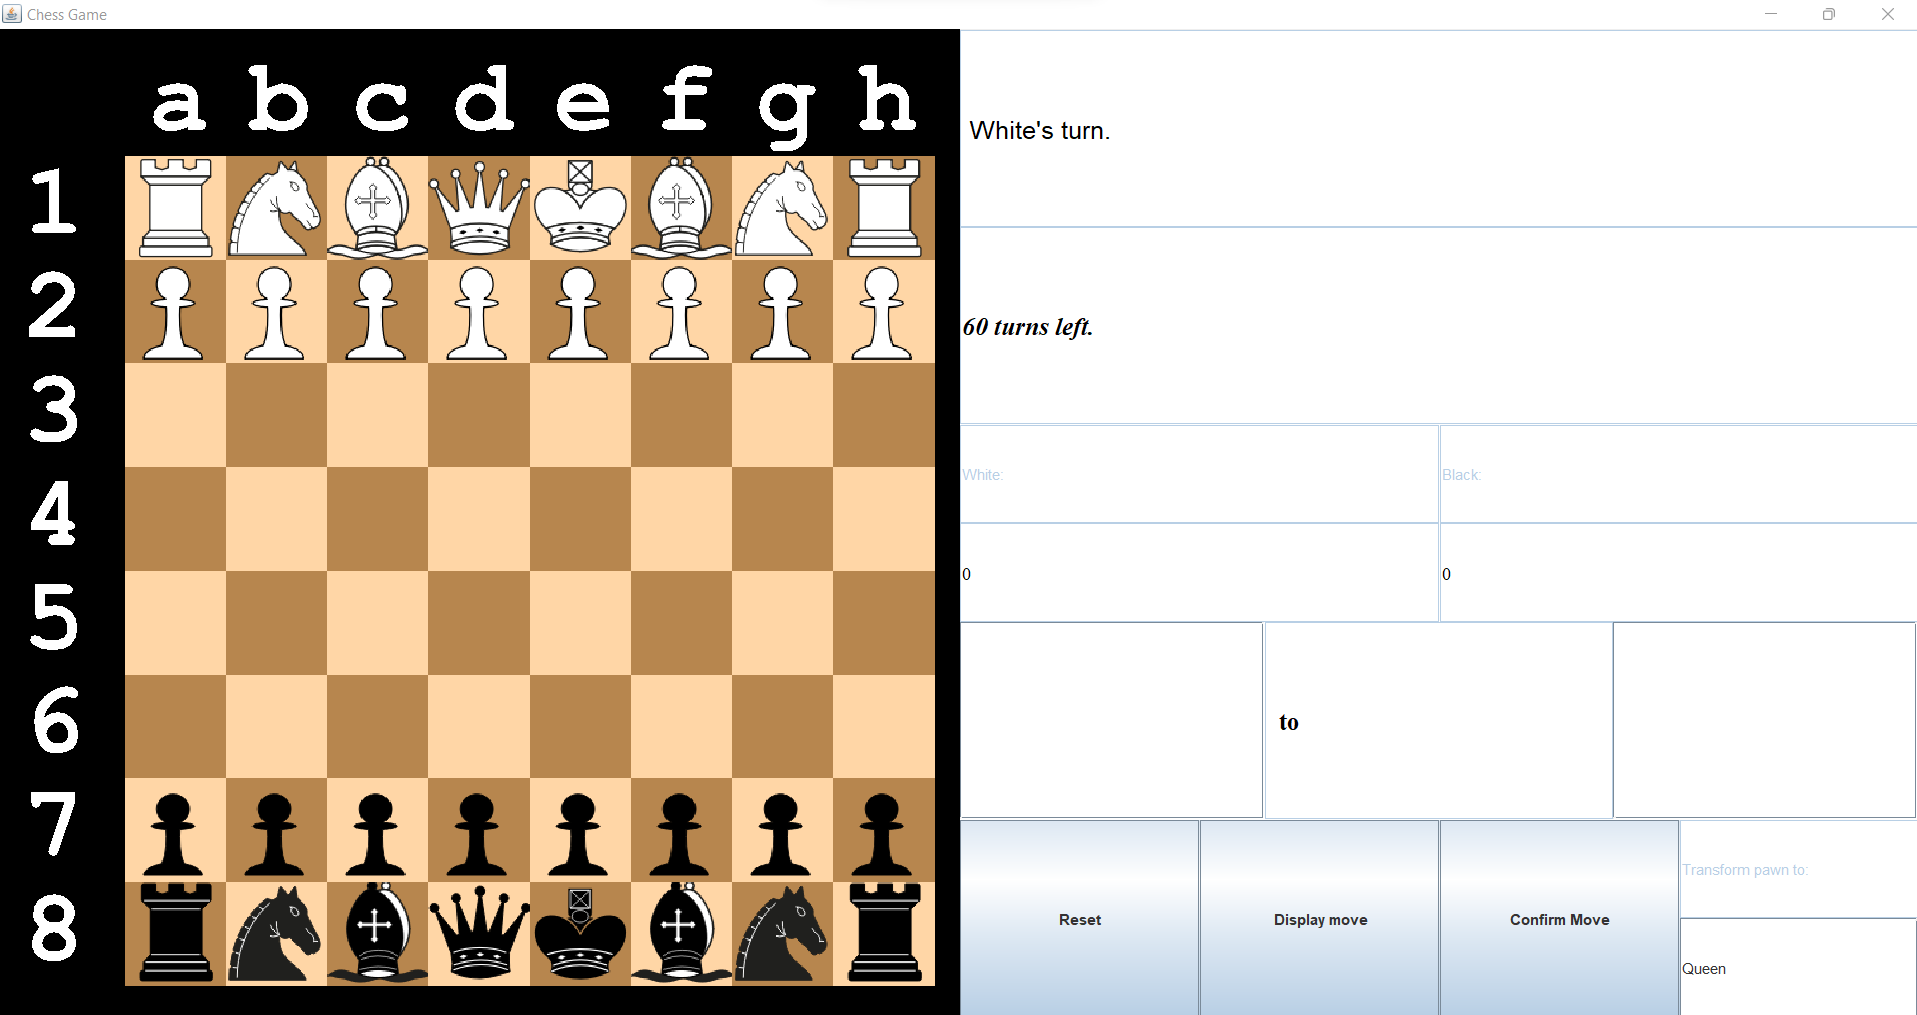 Chess Game
a b c d e f g h
1
2
3
4
5
6
7
8
White's turn.
60 turns left.
White:
Black:
0
0
to
Reset
Display move
Confirm Move
Transform pawn to:
Queen